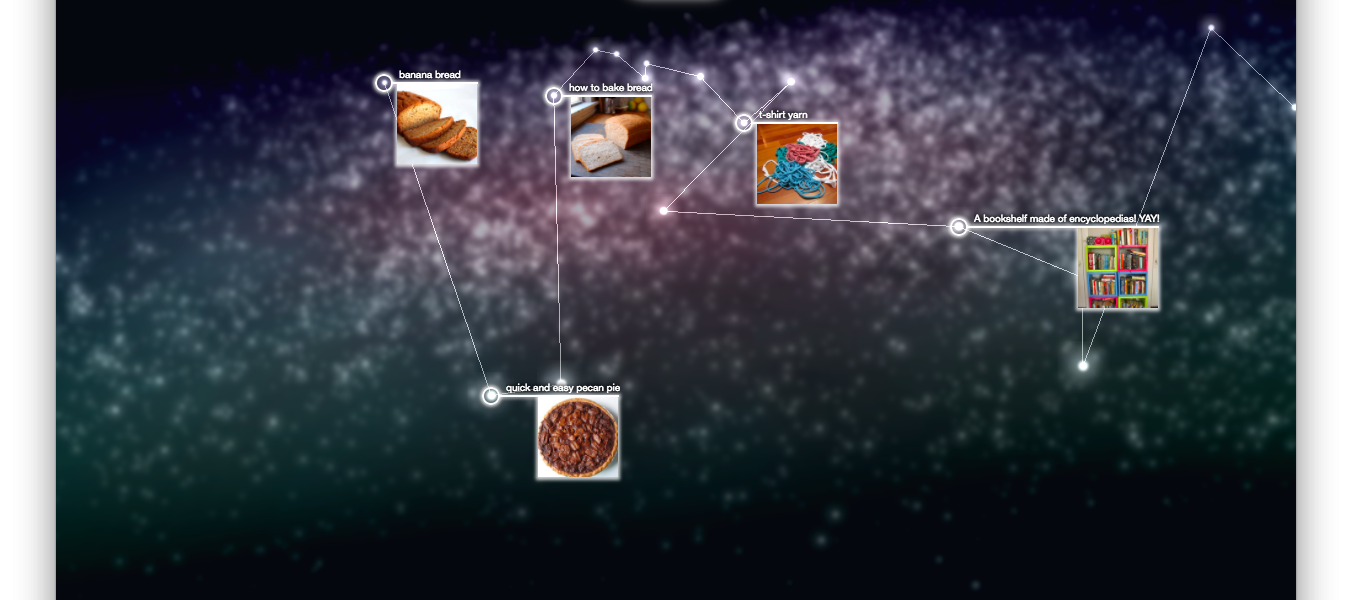 banana bread
how to bake bread
t-shirt yarn
A bookshelf made of encyclopedias! YAY!
quick and easy pecan pie